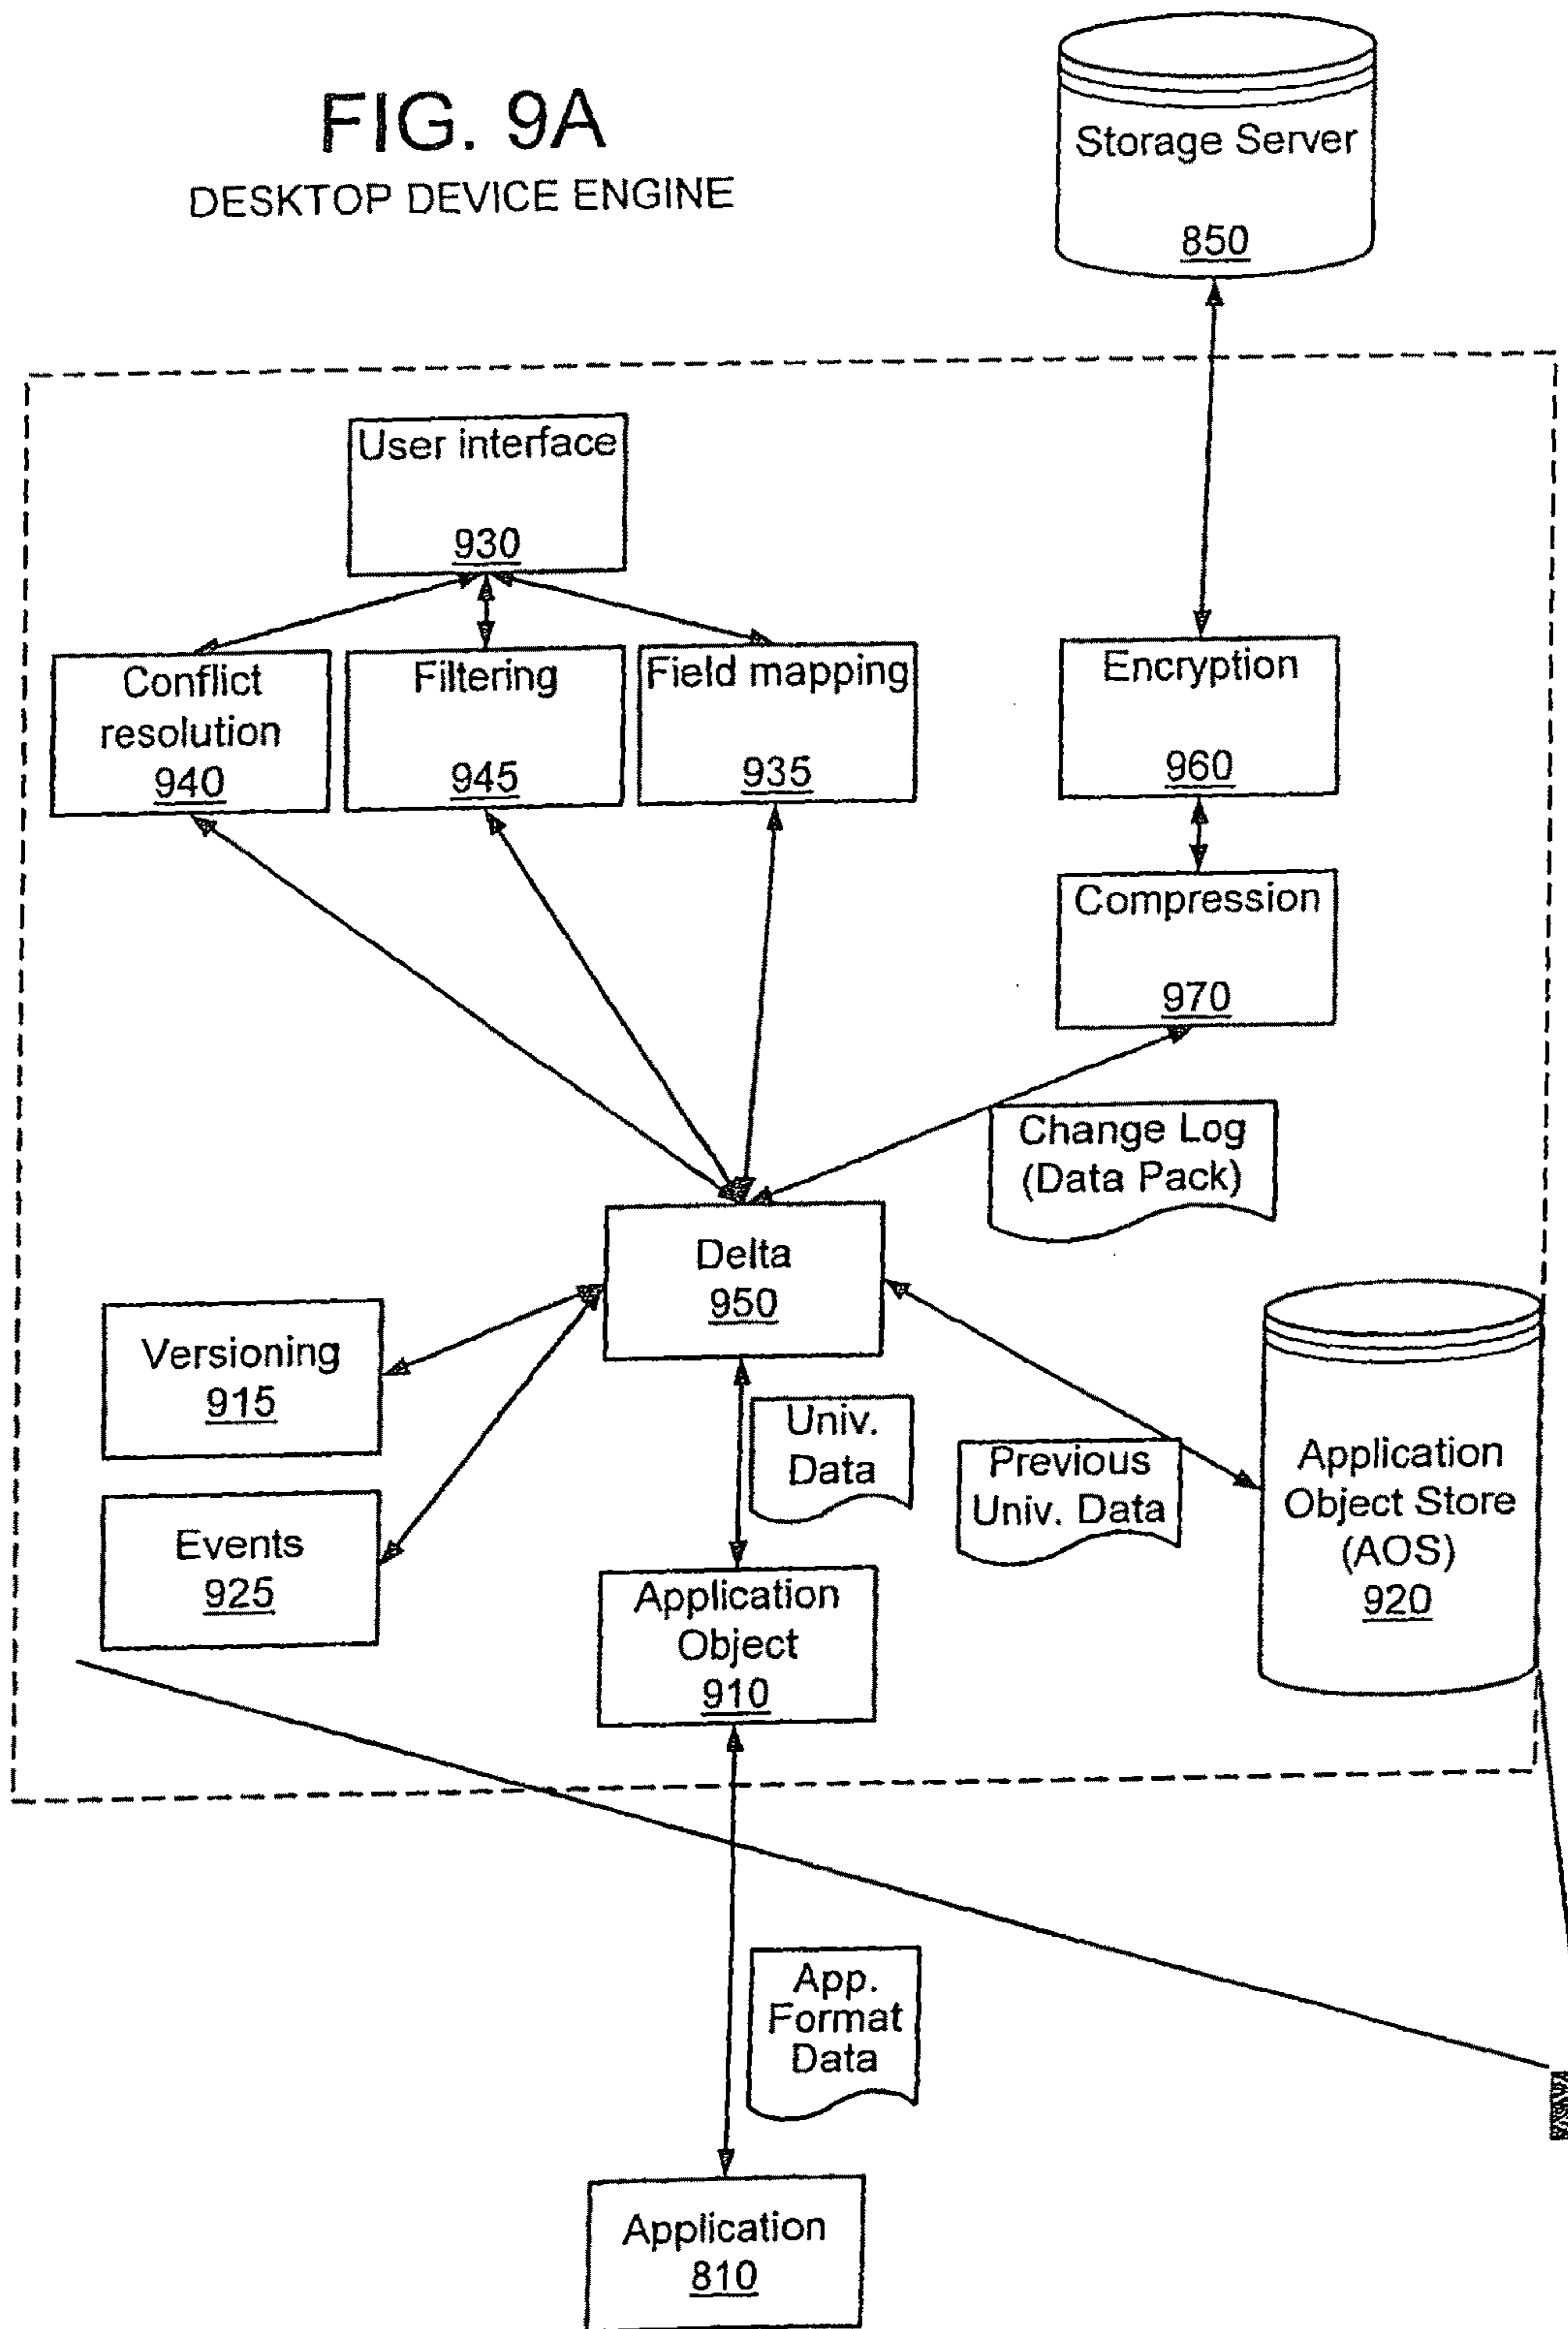 FIG. 9A
DESKTOP DEVICE ENGINE
Storage Server
850
User interface
930
Conflict
resolution
940
Filtering
945
Field mapping
935
Encryption
960
Compression
970
Change Log
(Data Pack)
Delta
950
Versioning
915
Univ.
Data
Previous
Univ. Data
Application
Object Store
(AOS)
920
Events
925
Application
Object
910
App.
Format
Data
Application
810